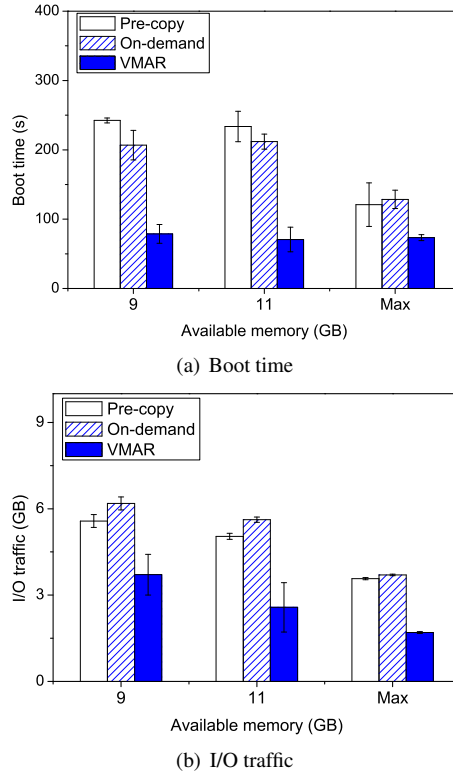 400
300
200
100
0
Boot time (s)
Pre-copy
On-demand
VMAR
9 11 Max
Available memory (GB)
(a) Boot time
9
6
3
0
I/O traffic (GB)
Pre-copy
On-demand
VMAR
9 11 Max
Available memory (GB)
(b) I/O traffic